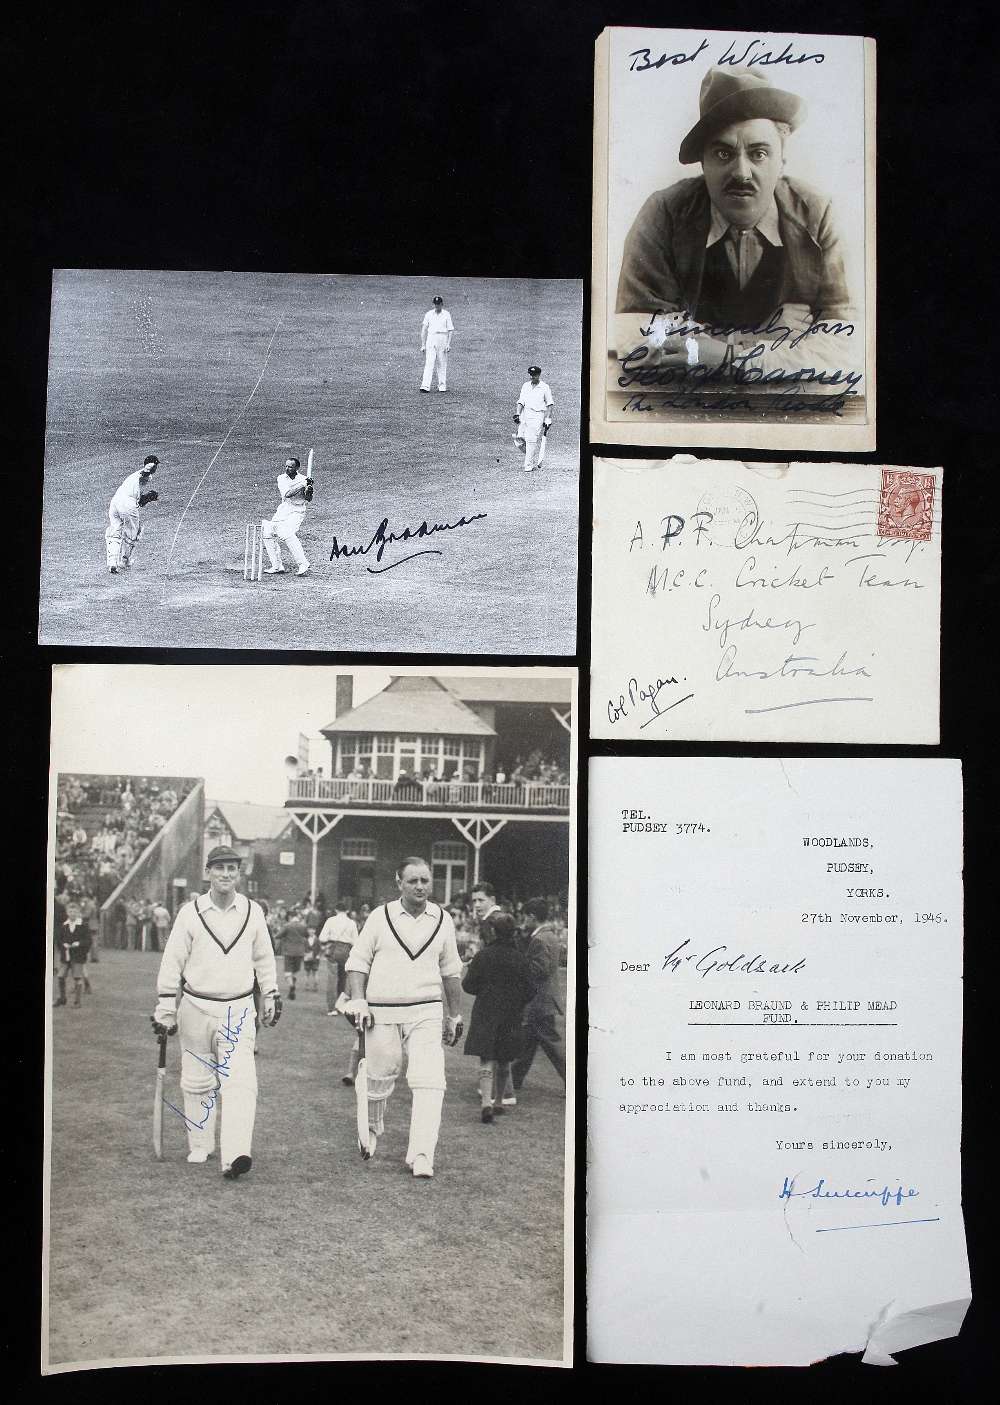 Best Wishes
Sincerely Yours
George Carney
The London
Don Bradman
A. P. F. Chapman Esq.
M.C.C. Cricket Team
Sydney
Australia
Col Pagan.
Len Hutton
TEL.
PUDSEY 3774.
WOODLANDS,
PUDSEY,
YORKS.
27th November, 1946.
Dear Mr Goldsack
LEONARD BRAUND & PHILIP MEAD
FUND.
I am most grateful for your donation
to the above fund, and extend to you my
appreciation and thanks.
Yours sincerely,
H Sutcliffe